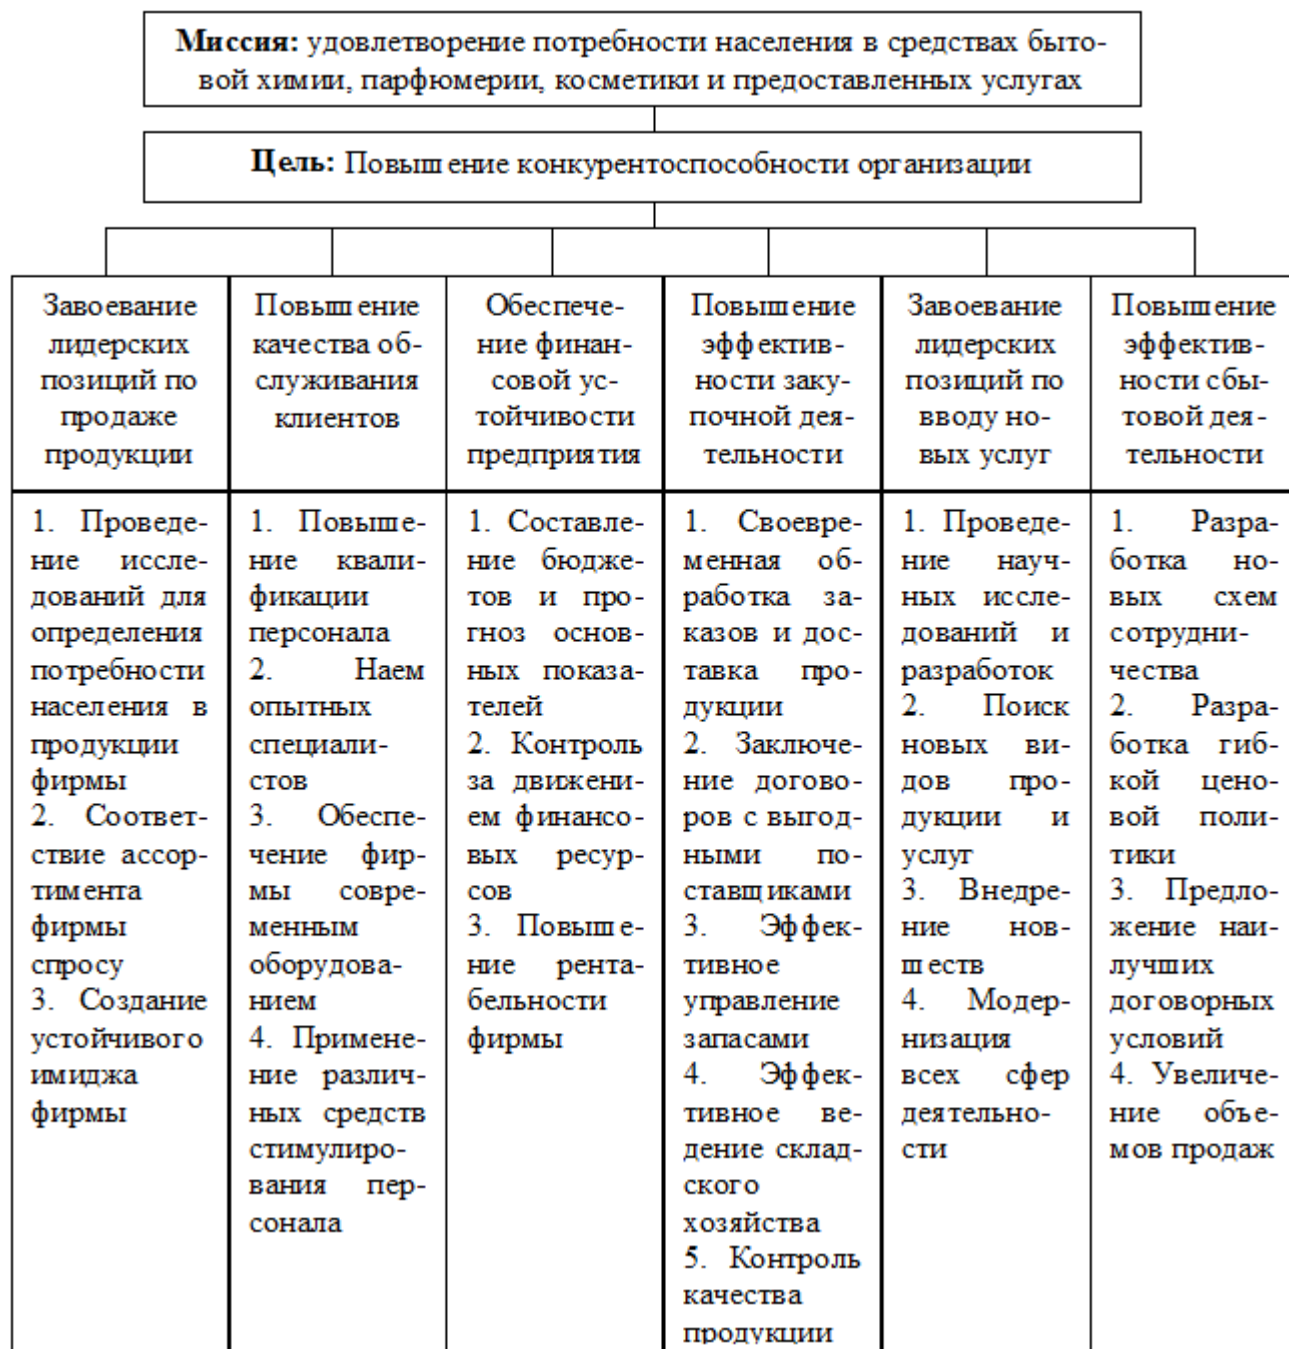 Миссия: удовлетворение потребности населения в средствах быто-
вой химии, парфюмерии, косметики и предоставленных услугах
Цель: Повышение конкурентоспособности организации
Завоевание
лидерских
позиций по
продаже
продукции
Повышение
качества об-
служивания
клиентов
Обеспече-
ние финан-
совой ус-
тойчивости
предприятия
Повышение
эффектив-
ности заку-
почной дея-
тельности
Завоевание
лидерских
позиций по
вводу но-
вых услуг
Повышение
эффектив-
ности сбы-
товой дея-
тельности
1. Проведе-
ние иссле-
дований для
определения
потребности
населения в
продукции
фирмы
2. Соответ-
ствие ассор-
тимента
фирмы
спросу
3. Создание
устойчивого
имиджа
фирмы
1. Повыше-
ние квали-
фикации
персонала
2. Наем
опытных
специали-
стов
3. Обеспе-
чение фир-
мы совре-
менным
оборудова-
нием
4. Примене-
ние различ-
ных средств
стимулиро-
вания пер-
сонала
1. Составле-
ние бюдже-
тов и про-
гноз основ-
ных показа-
телей
2. Контроль
за движени-
ем финансо-
вых ресур-
сов
3. Повыше-
ние рента-
бельности
фирмы
1. Своевре-
менная об-
работка за-
казов и дос-
тавка про-
дукции
2. Заключе-
ние догово-
ров с выгод-
ными по-
ставщиками
3. Эффек-
тивное
управление
запасами
4. Эффек-
тивное ве-
дение склад-
ского
хозяйства
5. Контроль
качества
продукции
1. Проведе-
ние науч-
ных иссле-
дований и
разработок
2. Поиск
новых ви-
дов про-
дукции и
услуг
3. Внедре-
ние нов-
шеств
4. Модер-
низация
всех сфер
деятельно-
сти
1. Разра-
ботка но-
вых схем
сотрудни-
чества
2. Разра-
ботка гиб-
кой цено-
вой поли-
тики
3. Предло-
жение наи-
лучших
договорных
условий
4. Увеличе-
ние объе-
мов продаж